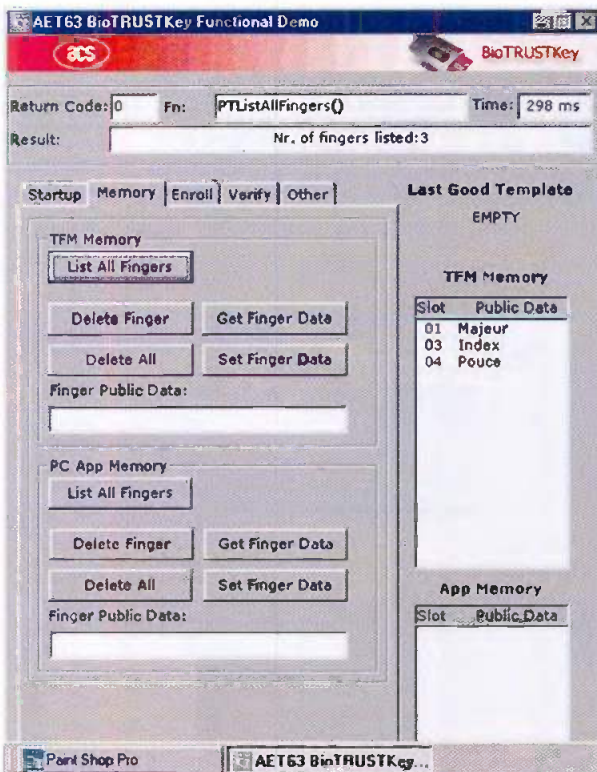 AET63 BioTRUSTKey Functional Demo
acs
BioTRUSTKey
Return Code: 0 Fn: PTListAllFingers() Time: 298 ms
Result: Nr. of fingers listed:3
Startup Memory Enroll Verify Other
Last Good Template
EMPTY
TFM Memory
List All Fingers
Delete Finger Get Finger Data
Delete All Set Finger Data
Finger Public Data:
PC App Memory
List All Fingers
Delete Finger Get Finger Data
Delete All Set Finger Data
Finger Public Data:
TFM Memory
Slot Public Data
01 Majeur
03 Index
04 Pouce
App Memory
Slot Public Data
Paint Shop Pro
AET63 BioTRUSTKey...